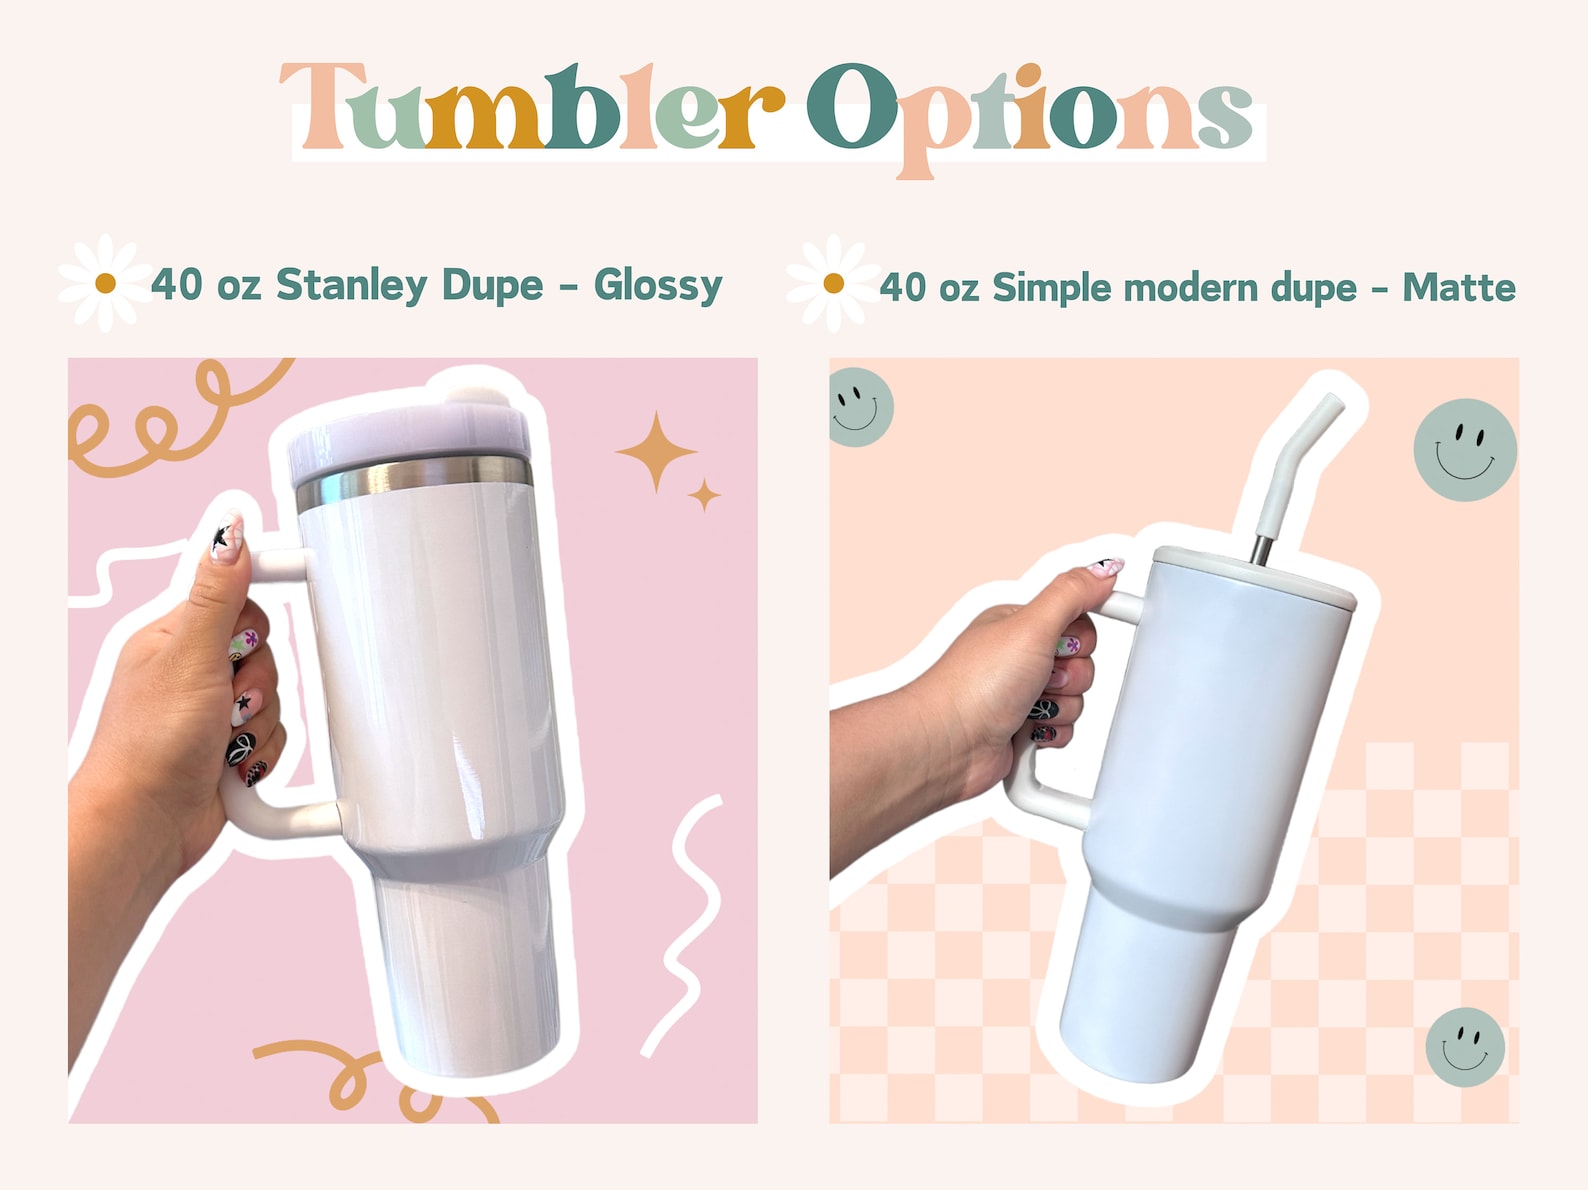 Tumbler Options
40 oz Stanley Dupe - Glossy
40 oz Simple modern dupe - Matte